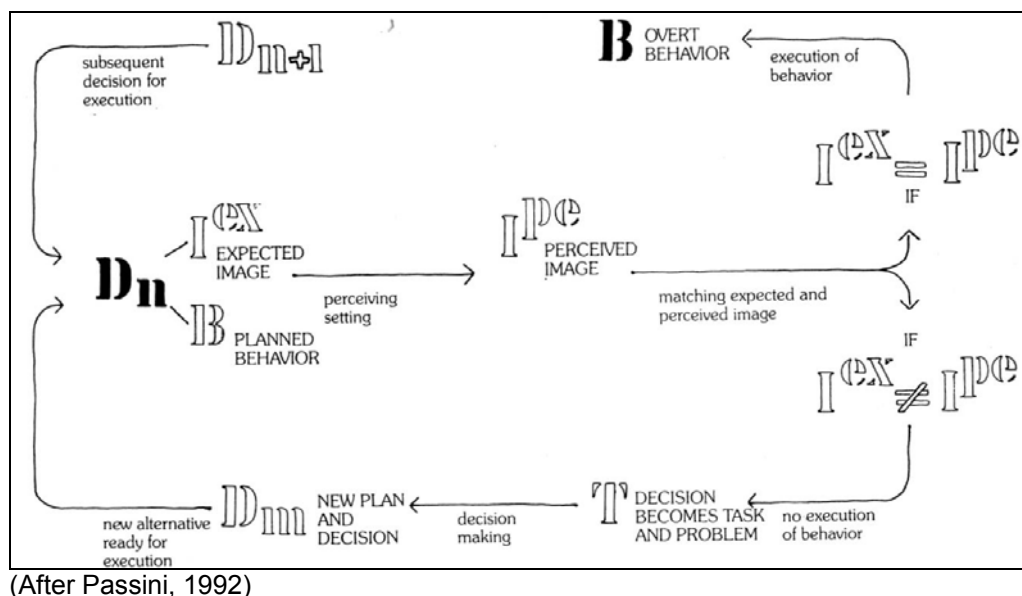 subsequent
decision for
execution
Dn+1
B OVERT
BEHAVIOR
execution of
behavior
Iex = Ipe
IF
Dn
Iex
EXPECTED
IMAGE
B PLANNED
BEHAVIOR
perceiving
setting
Ipe
PERCEIVED
IMAGE
matching expected and
perceived image
IF
Iex ≠ Ipe
new alternative
ready for
execution
Dm NEW PLAN
AND
DECISION
decision
making
T DECISION
BECOMES TASK
AND PROBLEM
no execution
of behavior
(After Passini, 1992)